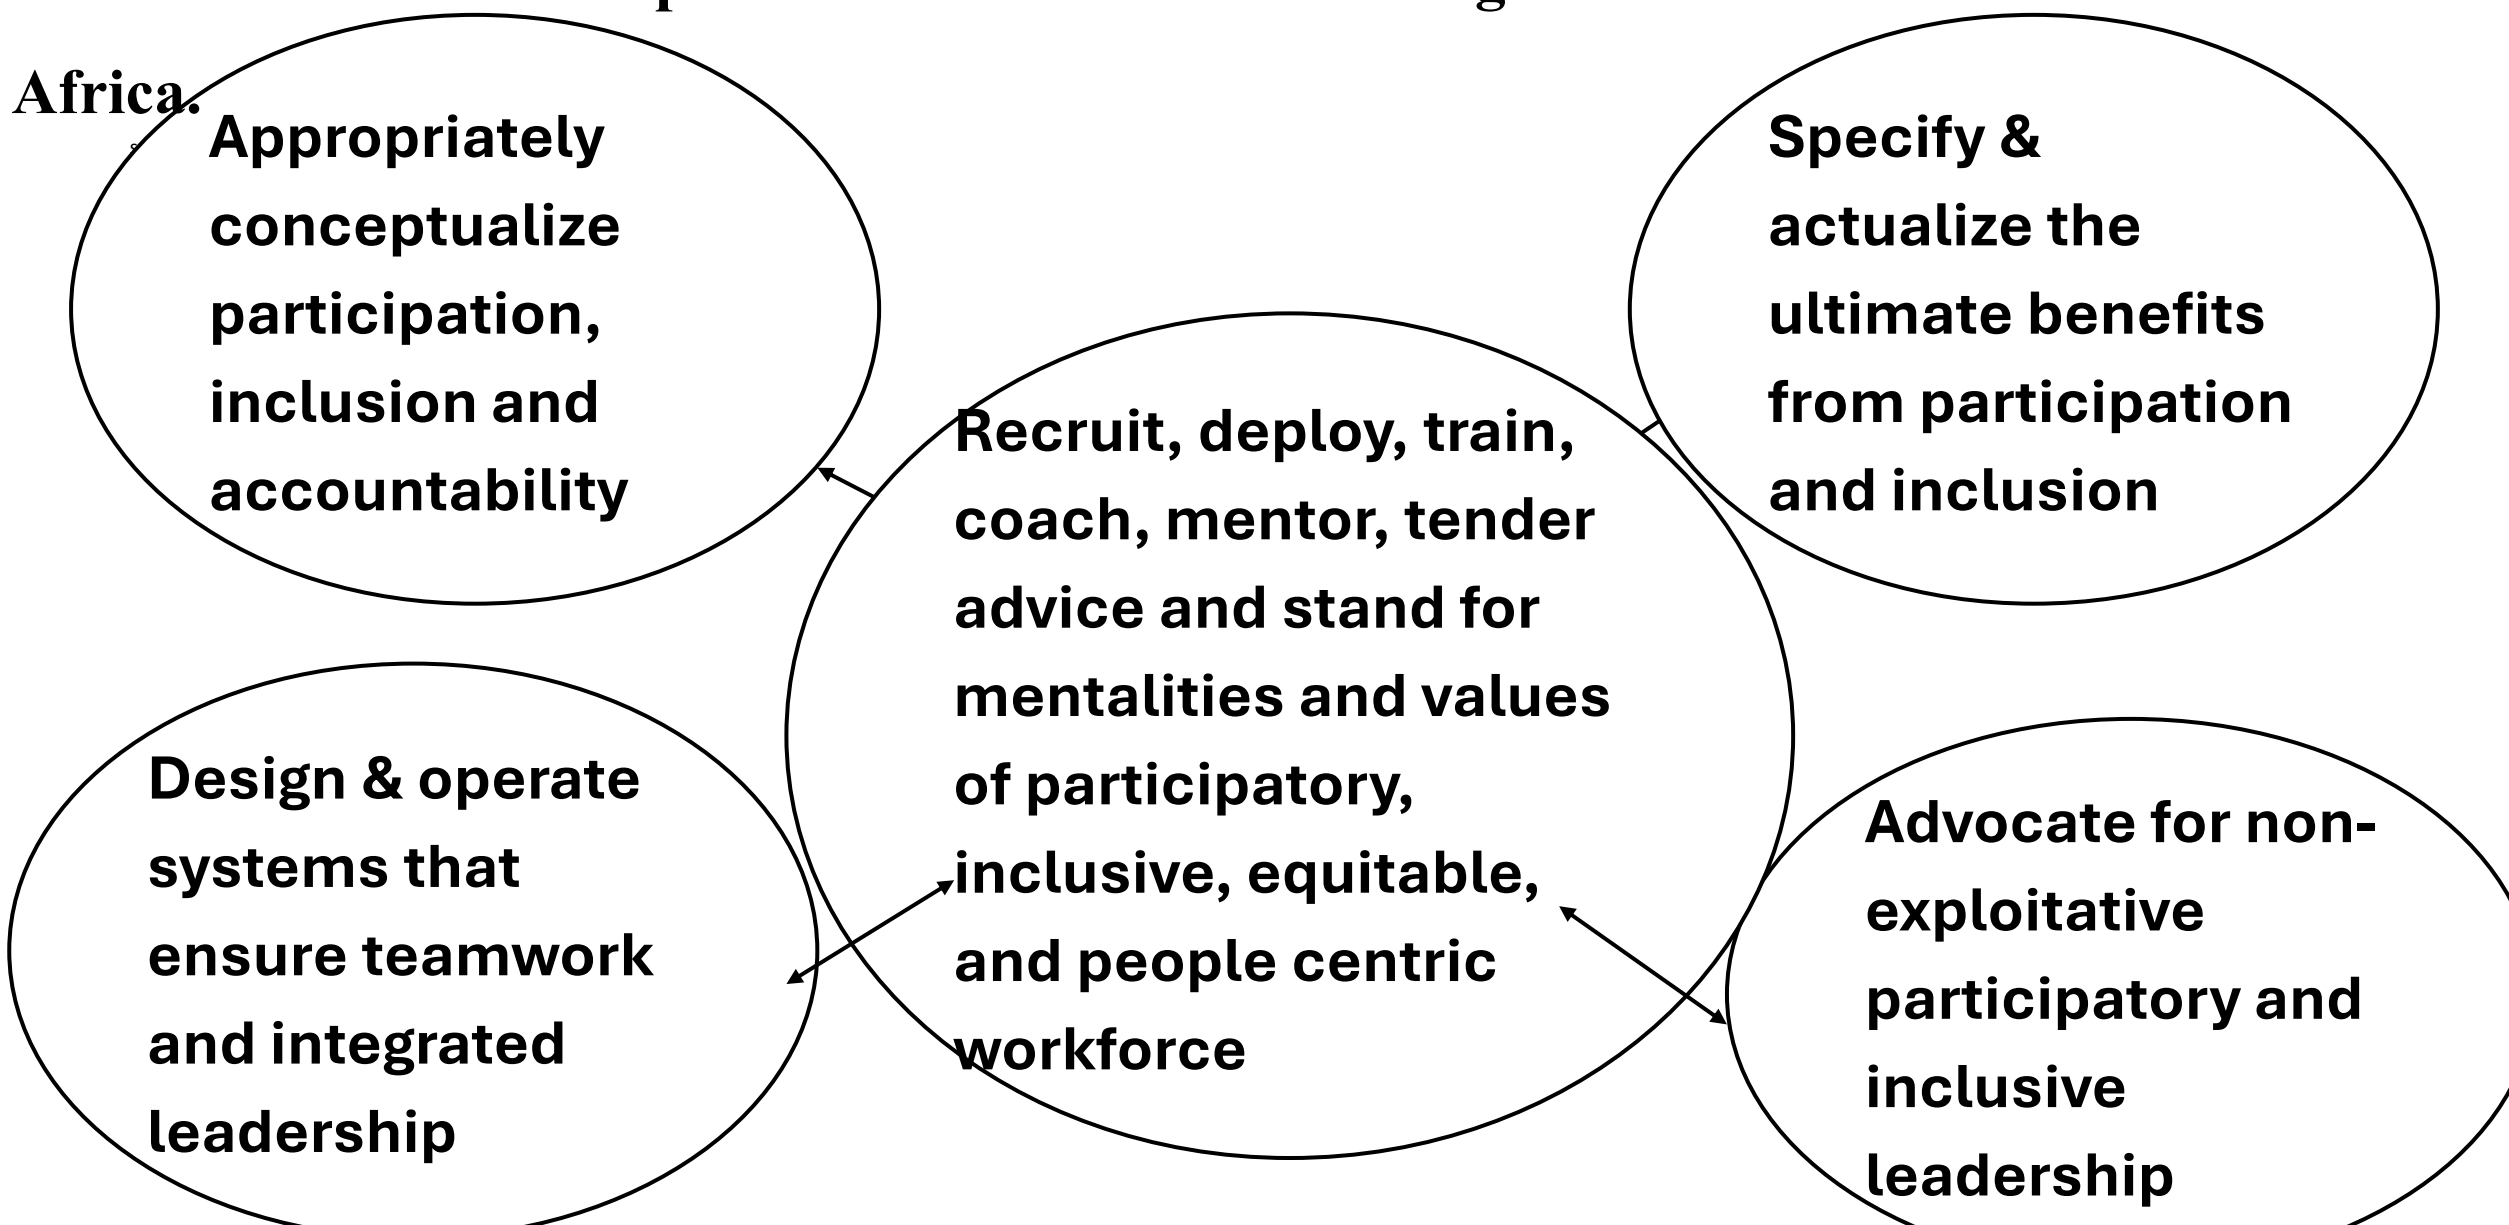 Africa.
Appropriately
conceptualize
participation,
inclusion and
accountability
Specify &
actualize the
ultimate benefits
from participation
and inclusion
Recruit, deploy, train,
coach, mentor, tender
advice and stand for
mentalities and values
of participatory,
inclusive, equitable,
and people centric
workforce
Design & operate
systems that
ensure teamwork
and integrated
leadership
Advocate for non-
exploitative
participatory and
inclusive
leadership